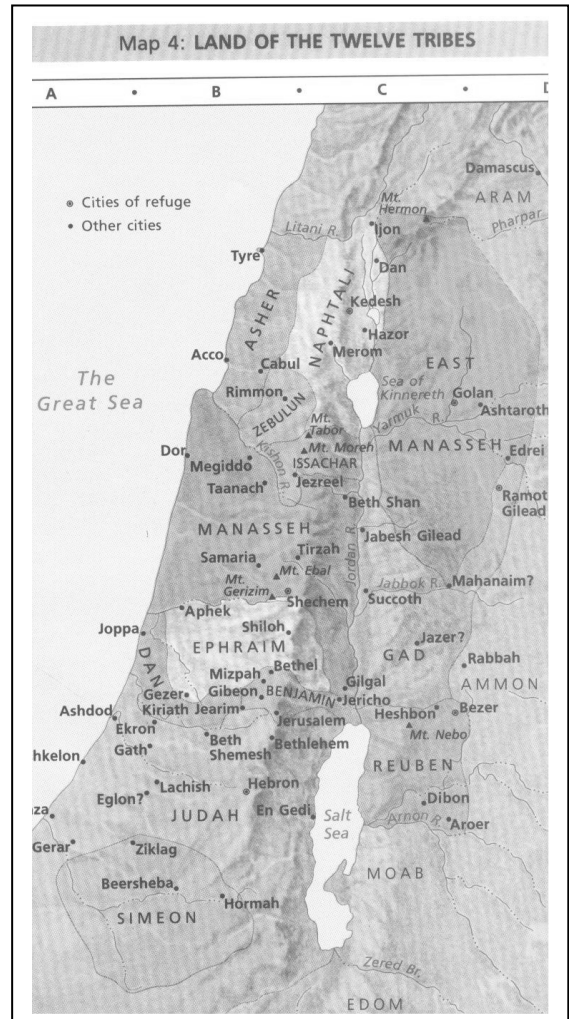 Map 4: LAND OF THE TWELVE TRIBES
A • B • C • D
Damascus
ARAM
Pharpar
Mt.
Hermon
Cities of refuge
Other cities
Litani R.
Ijon
Tyre
Dan
NAPHTALI
ASHER
Kedesh
Hazor
Merom
Acco
Cabul
EAST
The
Great Sea
Rimmon
Sea of
Kinnereth
Golan
Ashtaroth
ZEBULUN
Yarmuk R.
Mt.
Tabor
Mt. Moreh
MANASSEH
Edrei
Dor
Megiddo
Kishon R.
ISSACHAR
Jezreel
Taanach
Beth Shan
Ramot
Gilead
MANASSEH
Jabesh Gilead
Jordan R.
Tirzah
Samaria
Mt. Ebal
Mt.
Gerizim
Jabbok R.
Mahanaim?
Shechem
Succoth
Aphek
Joppa
Shiloh
EPHRAIM
Jazer?
GAD
DAN
Rabbah
Bethel
Mizpah
AMMON
Gibeon
BENJAMIN
Gilgal
Jericho
Gezer
Kiriath Jearim
Heshbon
Bezer
Ashdod
Jerusalem
Ekron
Mt. Nebo
Beth
Shemesh
Bethlehem
Gath
hkelon
REUBEN
Lachish
Hebron
Eglon?
Dibon
En Gedi
JUDAH
Salt
Sea
Arnon R.
Aroer
za
Gerar
Ziklag
MOAB
Beersheba
Hormah
SIMEON
Zered Br.
EDOM